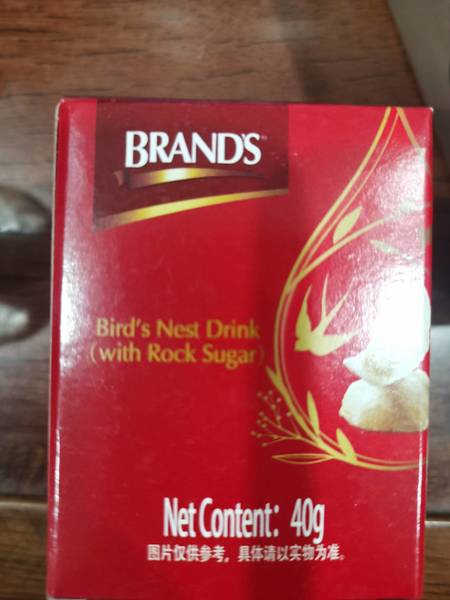 BRAND'S
Bird's Nest Drink
(with Rock Sugar)
Net Content: 40g
图片仅供参考，具体请以实物为准。